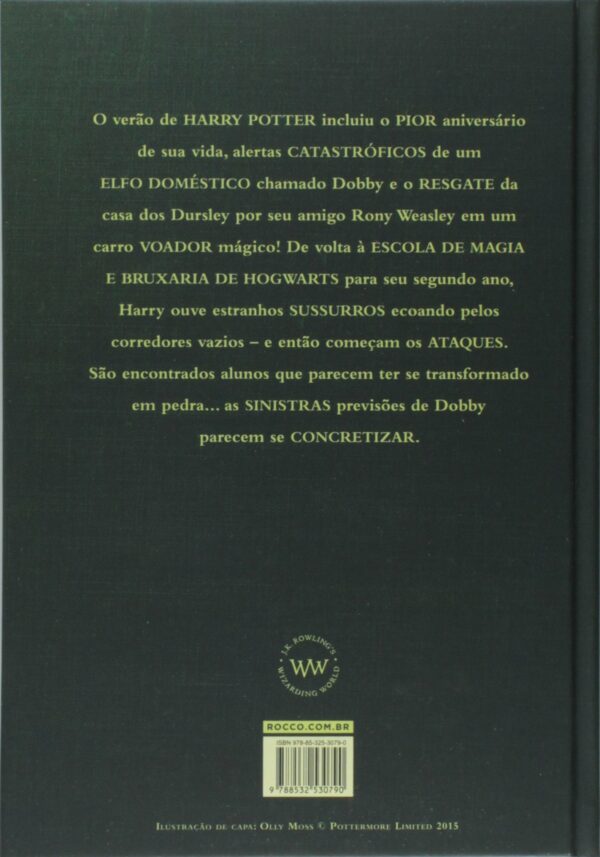 O verão de HARRY POTTER incluiu o PIOR aniversário
de sua vida, alertas CATASTRÓFICOS de um
ELFO DOMÉSTICO chamado Dobby e o RESGATE da
casa dos Dursley por seu amigo Rony Weasley em um
carro VOADOR mágico! De volta à ESCOLA DE MAGIA
E BRUXARIA DE HOGWARTS para seu segundo ano,
Harry ouve estranhos SUSSURROS ecoando pelos
corredores vazios – e então começam os ATAQUES.
São encontrados alunos que parecem ter se transformado
em pedra... as SINISTRAS previsões de Dobby
parecem se CONCRETIZAR.
J.K. ROWLING'S
WW
WIZARDING WORLD
ROCCO.COM.BR
ISBN 978-85-325-3079-0
9 788532 530790
ILUSTRAÇÃO DE CAPA: OLLY MOSS © POTTERMORE LIMITED 2015